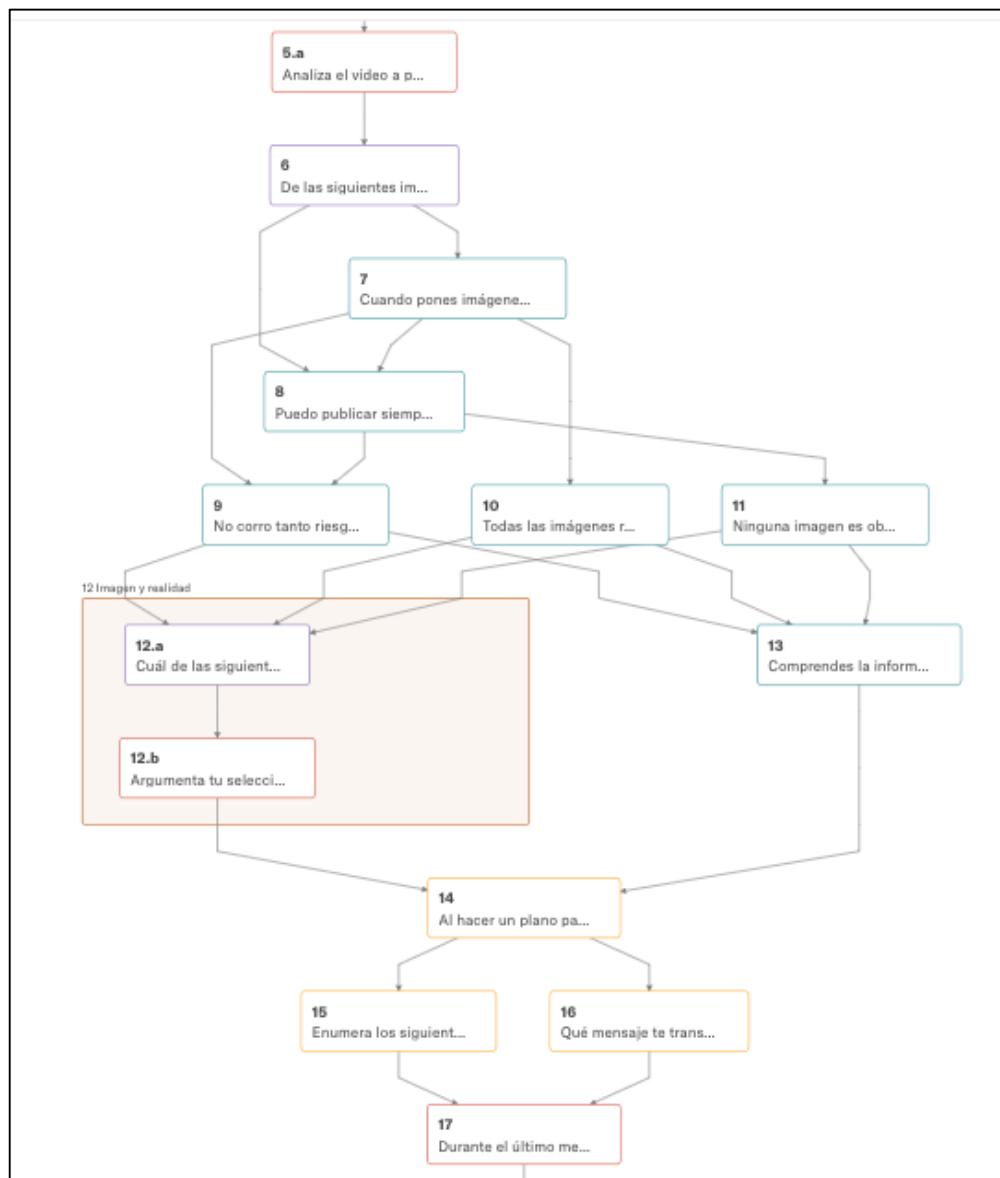 5.a
Analiza el video a p...
6
De las siguientes im...
7
Cuando pones imágene...
8
Puedo publicar siemp...
9
No corro tanto riesg...
10
Todas las imágenes r...
11
Ninguna imagen es ob...
12 Imagen y realidad
12.a
Cuál de las siguient...
13
Comprendes la inform...
12.b
Argumenta tu selecci...
14
Al hacer un plano pa...
15
Enumera los siguient...
16
Qué mensaje te trans...
17
Durante el último me...